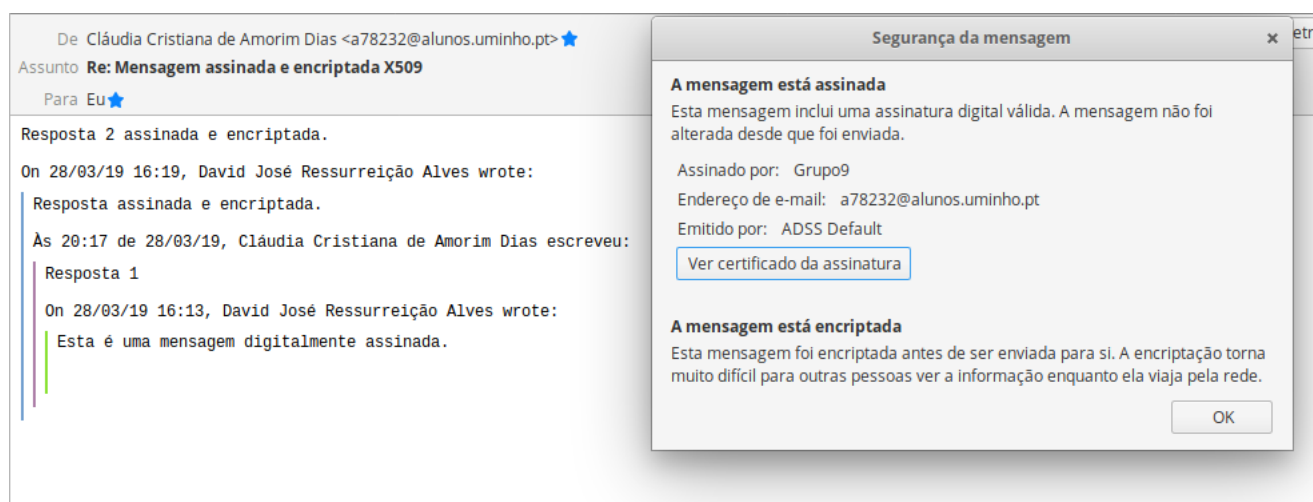 De Cláudia Cristiana de Amorim Dias <a78232@alunos.uminho.pt>
Assunto Re: Mensagem assinada e encriptada X509
Para Eu
Resposta 2 assinada e encriptada.
On 28/03/19 16:19, David José Ressurreição Alves wrote:
Resposta assinada e encriptada.
Às 20:17 de 28/03/19, Cláudia Cristiana de Amorim Dias escreveu:
Resposta 1
On 28/03/19 16:13, David José Ressurreição Alves wrote:
Esta é uma mensagem digitalmente assinada.
Segurança da mensagem ×
etr
A mensagem está assinada
Esta mensagem inclui uma assinatura digital válida. A mensagem não foi
alterada desde que foi enviada.
Assinado por: Grupo9
Endereço de e-mail: a78232@alunos.uminho.pt
Emitido por: ADSS Default
Ver certificado da assinatura
A mensagem está encriptada
Esta mensagem foi encriptada antes de ser enviada para si. A encriptação torna
muito difícil para outras pessoas ver a informação enquanto ela viaja pela rede.
OK